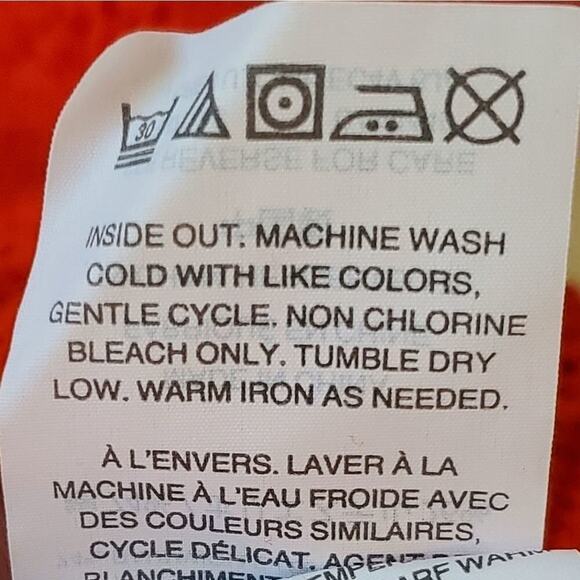 30
INSIDE OUT. MACHINE WASH
COLD WITH LIKE COLORS,
GENTLE CYCLE. NON CHLORINE
BLEACH ONLY. TUMBLE DRY
LOW. WARM IRON AS NEEDED.
À L'ENVERS. LAVER À LA
MACHINE À L'EAU FROIDE AVEC
DES COULEURS SIMILAIRES,
CYCLE DÉLICAT. AGENT